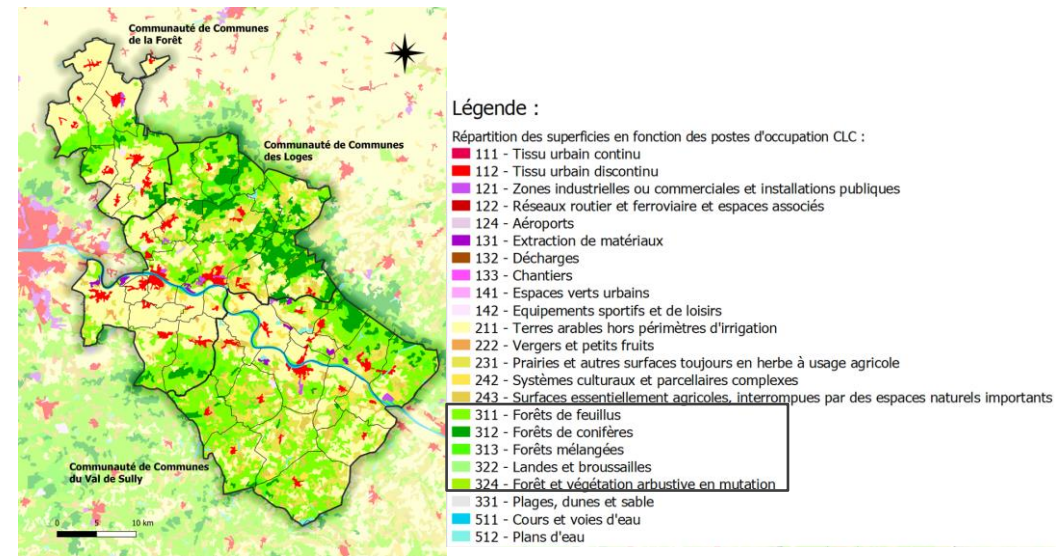 Communauté de Communes
de la Forêt
Communauté de Communes
des Loges
Communauté de Communes
du Val de Sully
0 5 10 km
Légende :
Répartition des superficies en fonction des postes d'occupation CLC :
111 - Tissu urbain continu
112 - Tissu urbain discontinu
121 - Zones industrielles ou commerciales et installations publiques
122 - Réseaux routier et ferroviaire et espaces associés
124 - Aéroports
131 - Extraction de matériaux
132 - Décharges
133 - Chantiers
141 - Espaces verts urbains
142 - Equipements sportifs et de loisirs
211 - Terres arables hors périmètres d'irrigation
222 - Vergers et petits fruits
231 - Prairies et autres surfaces toujours en herbe à usage agricole
242 - Systèmes culturaux et parcellaires complexes
243 - Surfaces essentiellement agricoles, interrompues par des espaces naturels importants
311 - Forêts de feuillus
312 - Forêts de conifères
313 - Forêts mélangées
322 - Landes et broussailles
324 - Forêt et végétation arbustive en mutation
331 - Plages, dunes et sable
511 - Cours et voies d'eau
512 - Plans d'eau